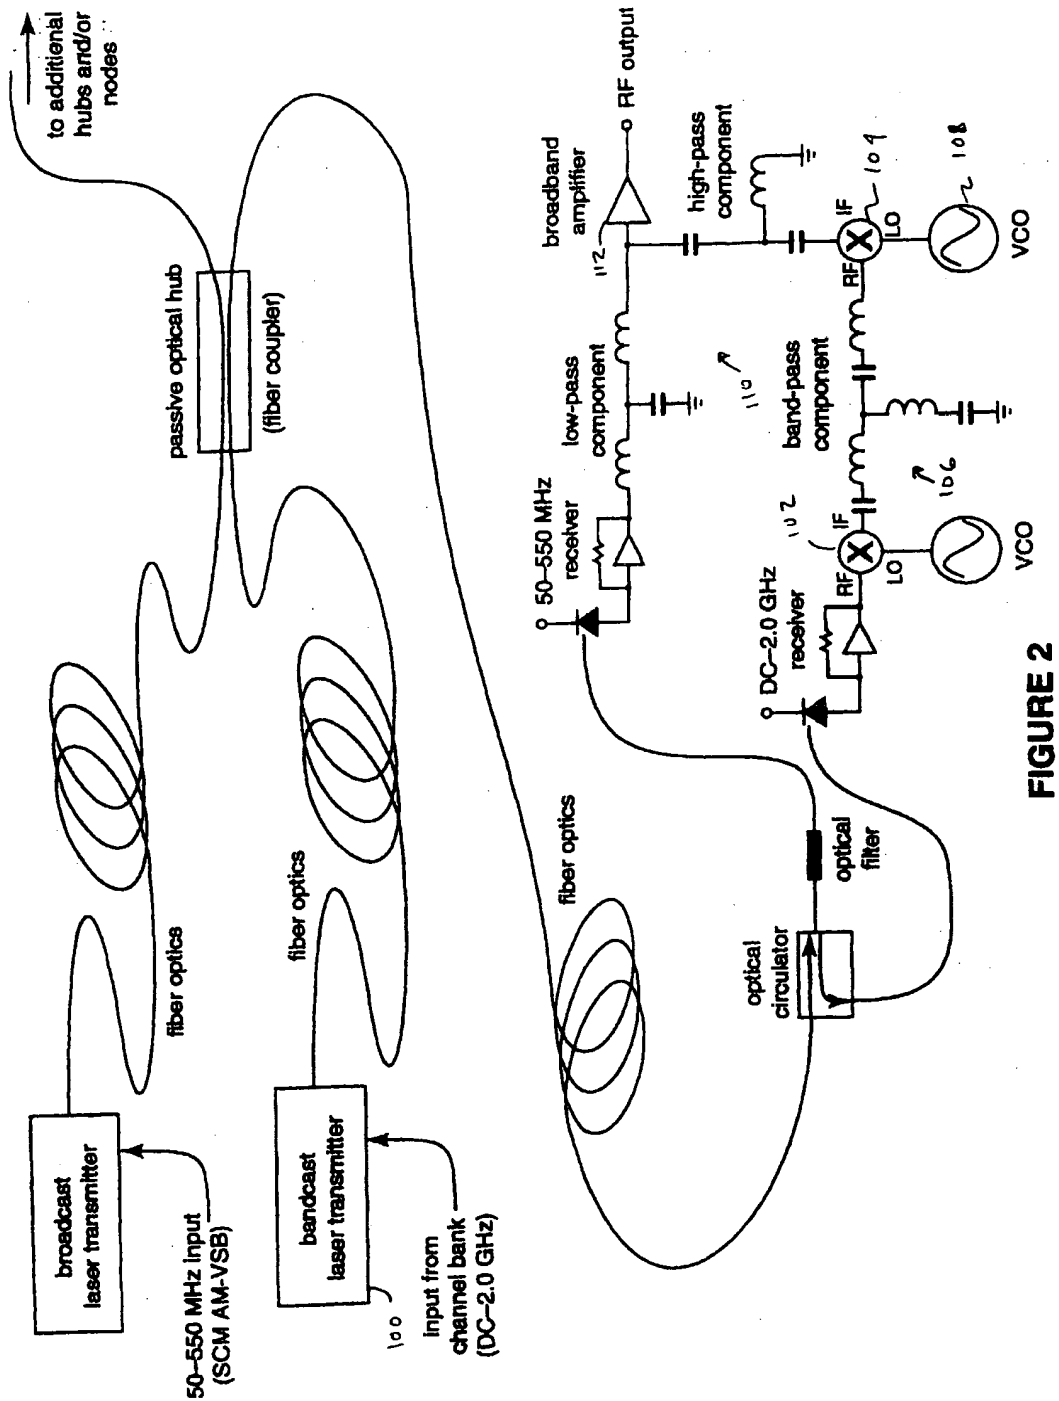 to additional
hubs and/or
nodes
passive optical hub
(fiber coupler)
broadcast
laser transmitter
50–550 MHz input
(SCM AM-VSB)
fiber optics
bandcast
laser transmitter
100
input from
channel bank
(DC–2.0 GHz)
fiber optics
fiber optics
optical
circulator
optical
filter
50–550 MHz
receiver
low-pass
component
broadband
amplifier
112
RF output
high-pass
component
110
DC–2.0 GHz
receiver
102
RF
IF
LO
VCO
106
band-pass
component
RF
IF
LO
104
108
VCO
FIGURE 2